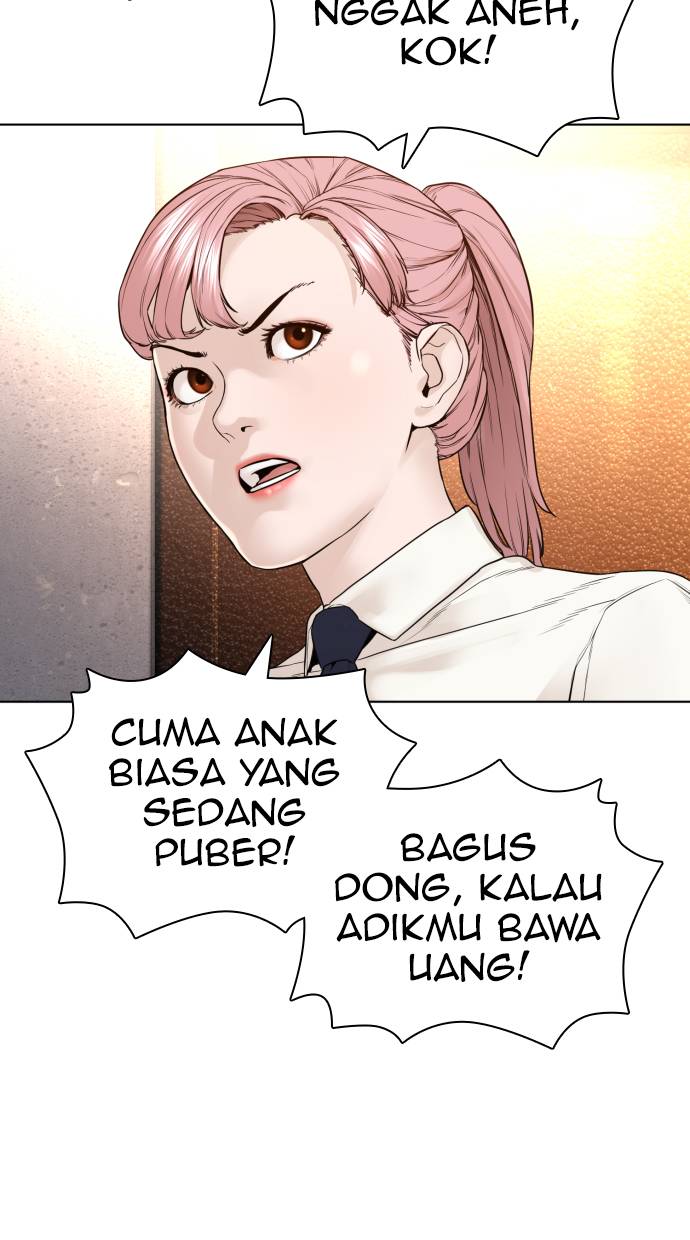 NGGAK ANEH,
KOK!
CUMA ANAK
BIASA YANG
SEDANG
PUBER!
BAGUS
DONG, KALAU
ADIKMU BAWA
UANG!